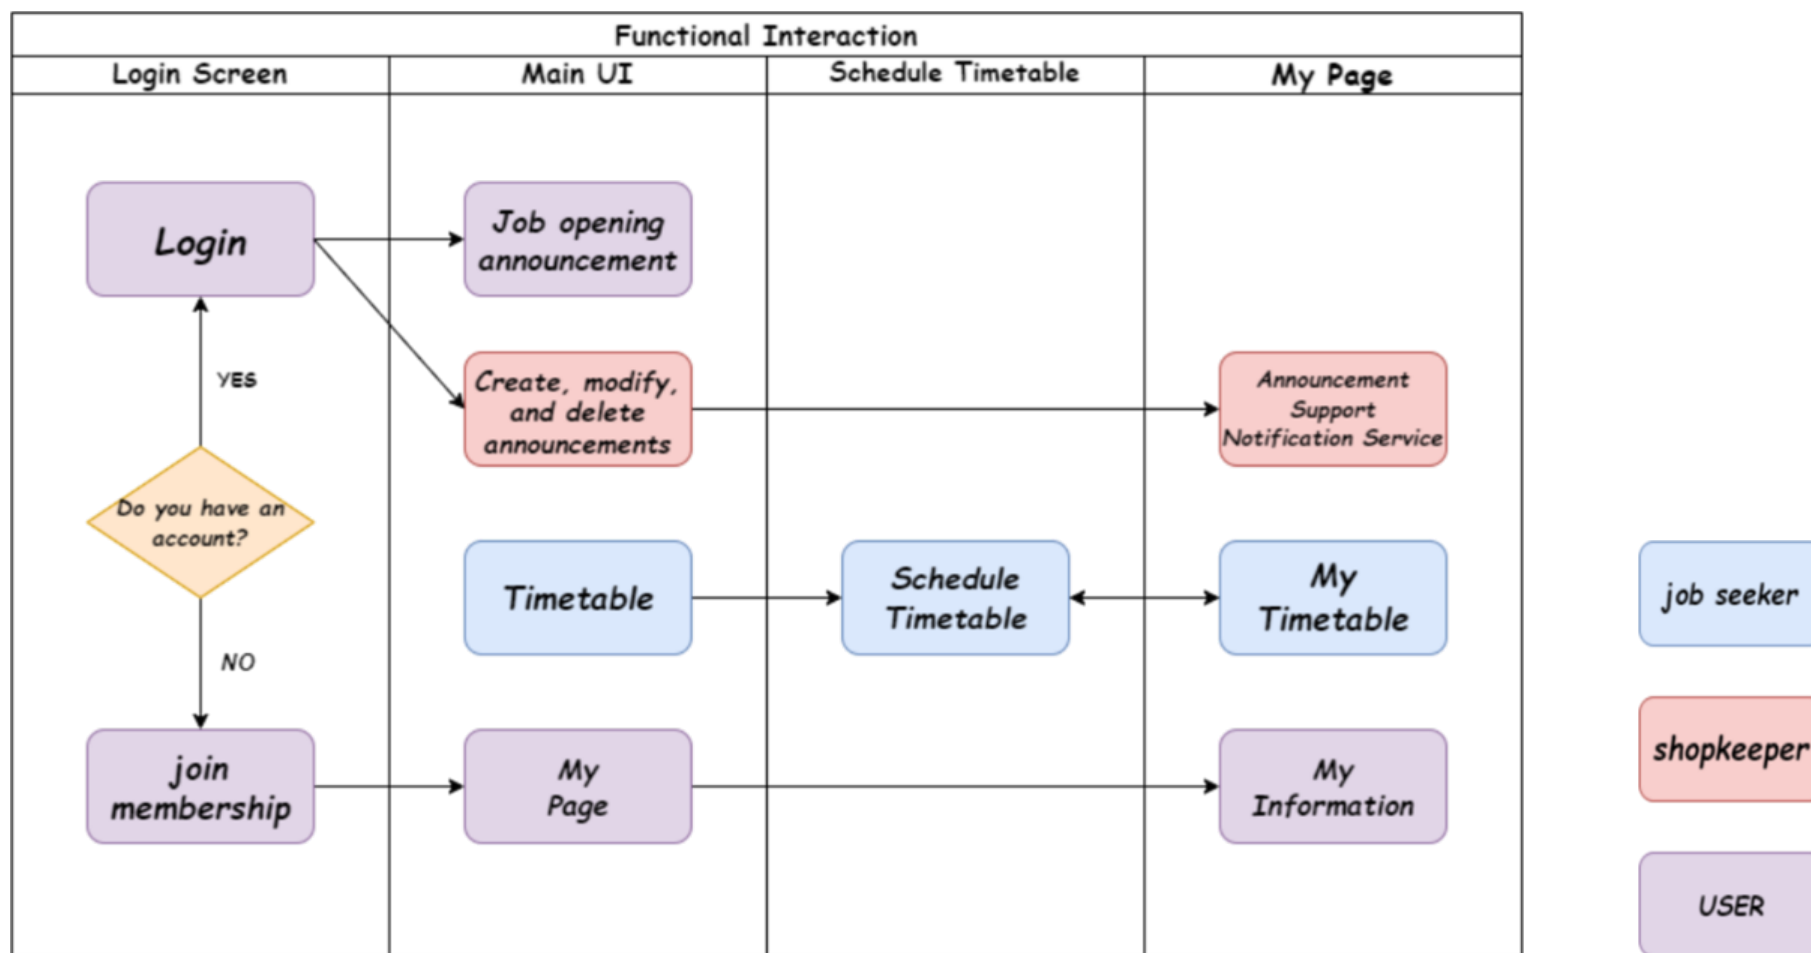 Functional Interaction
Login Screen
Main UI
Schedule Timetable
My Page
Login
Job opening
announcement
YES
Create, modify,
and delete
announcements
Announcement
Support
Notification Service
Do you have an
account?
Timetable
Schedule
Timetable
My
Timetable
NO
join
membership
My
Page
My
Information
job seeker
shopkeeper
USER